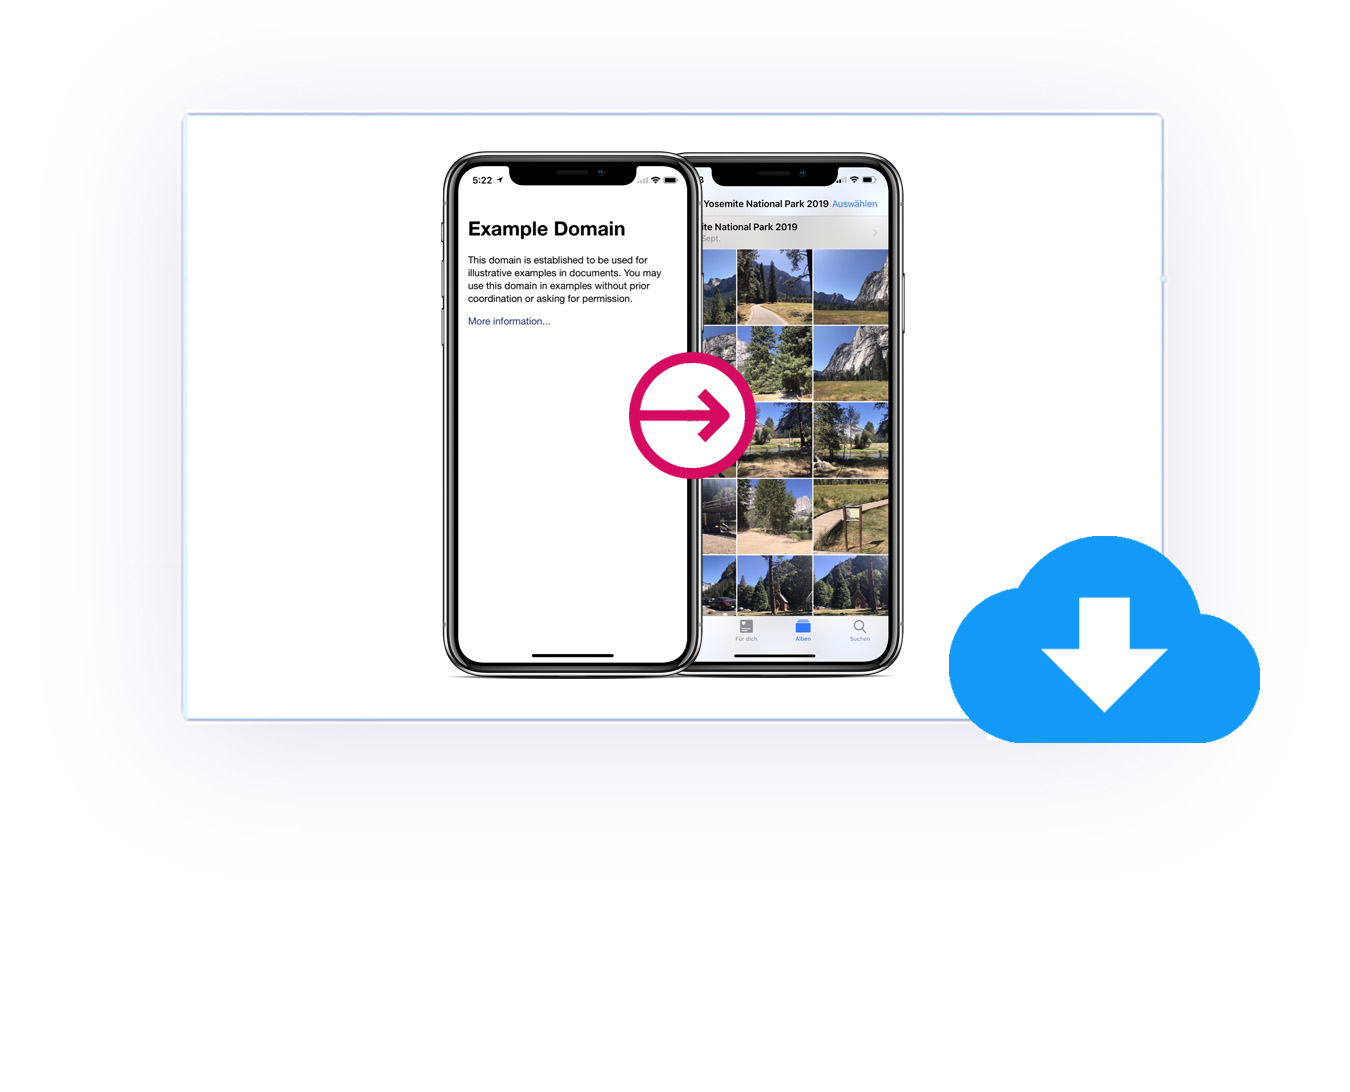 5:22
Example Domain
This domain is established to be used for
illustrative examples in documents. You may
use this domain in examples without prior
coordination or asking for permission.
More information...
Yosemite National Park 2019 Auswählen
National Park 2019
Sept.
Für dich Alben Suchen